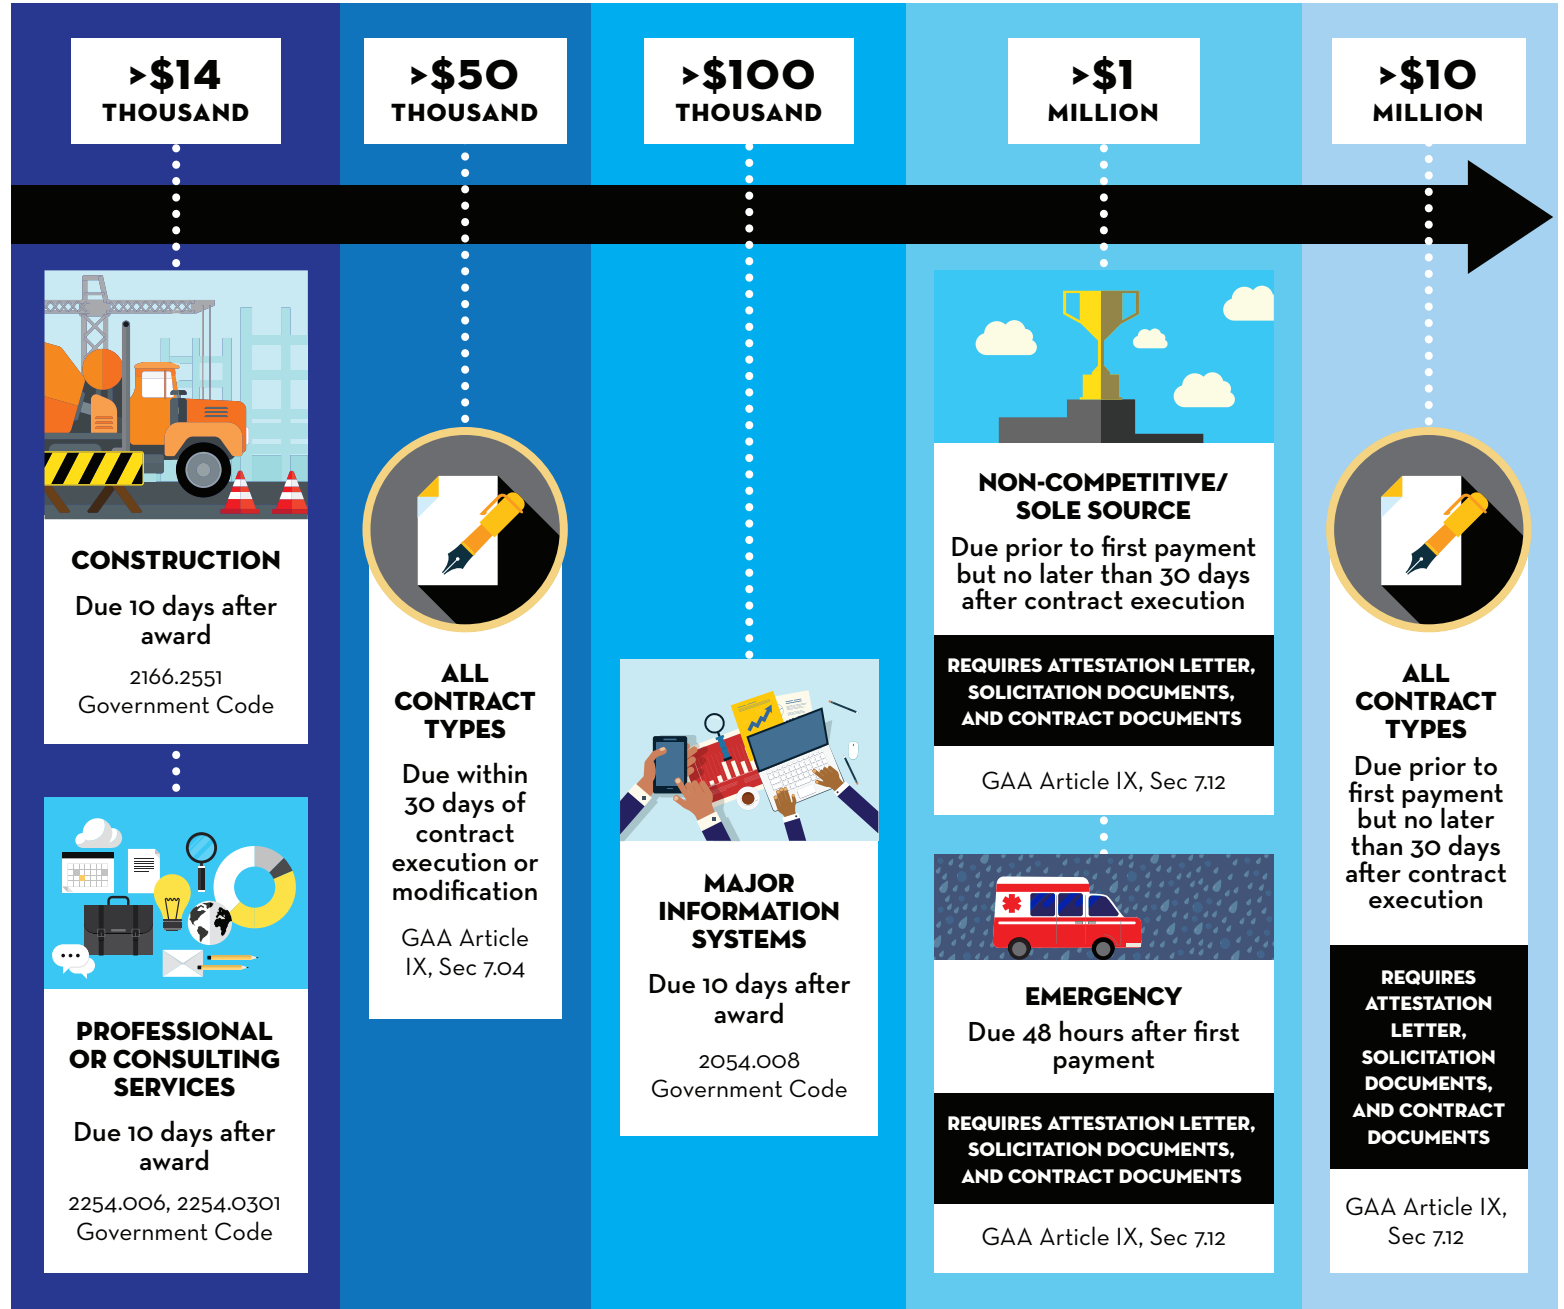 >$14
THOUSAND
>$50
THOUSAND
>$100
THOUSAND
>$1
MILLION
>$10
MILLION
CONSTRUCTION
Due 10 days after
award
2166.2551
Government Code
PROFESSIONAL
OR CONSULTING
SERVICES
Due 10 days after
award
2254.006, 2254.0301
Government Code
ALL
CONTRACT
TYPES
Due within
30 days of
contract
execution or
modification
GAA Article
IX, Sec 7.04
MAJOR
INFORMATION
SYSTEMS
Due 10 days after
award
2054.008
Government Code
NON-COMPETITIVE/
SOLE SOURCE
Due prior to first payment
but no later than 30 days
after contract execution
REQUIRES ATTESTATION LETTER,
SOLICITATION DOCUMENTS,
AND CONTRACT DOCUMENTS
GAA Article IX, Sec 7.12
EMERGENCY
Due 48 hours after first
payment
REQUIRES ATTESTATION LETTER,
SOLICITATION DOCUMENTS,
AND CONTRACT DOCUMENTS
GAA Article IX, Sec 7.12
ALL
CONTRACT
TYPES
Due prior to
first payment
but no later
than 30 days
after contract
execution
REQUIRES
ATTESTATION
LETTER,
SOLICITATION
DOCUMENTS,
AND CONTRACT
DOCUMENTS
GAA Article IX,
Sec 7.12